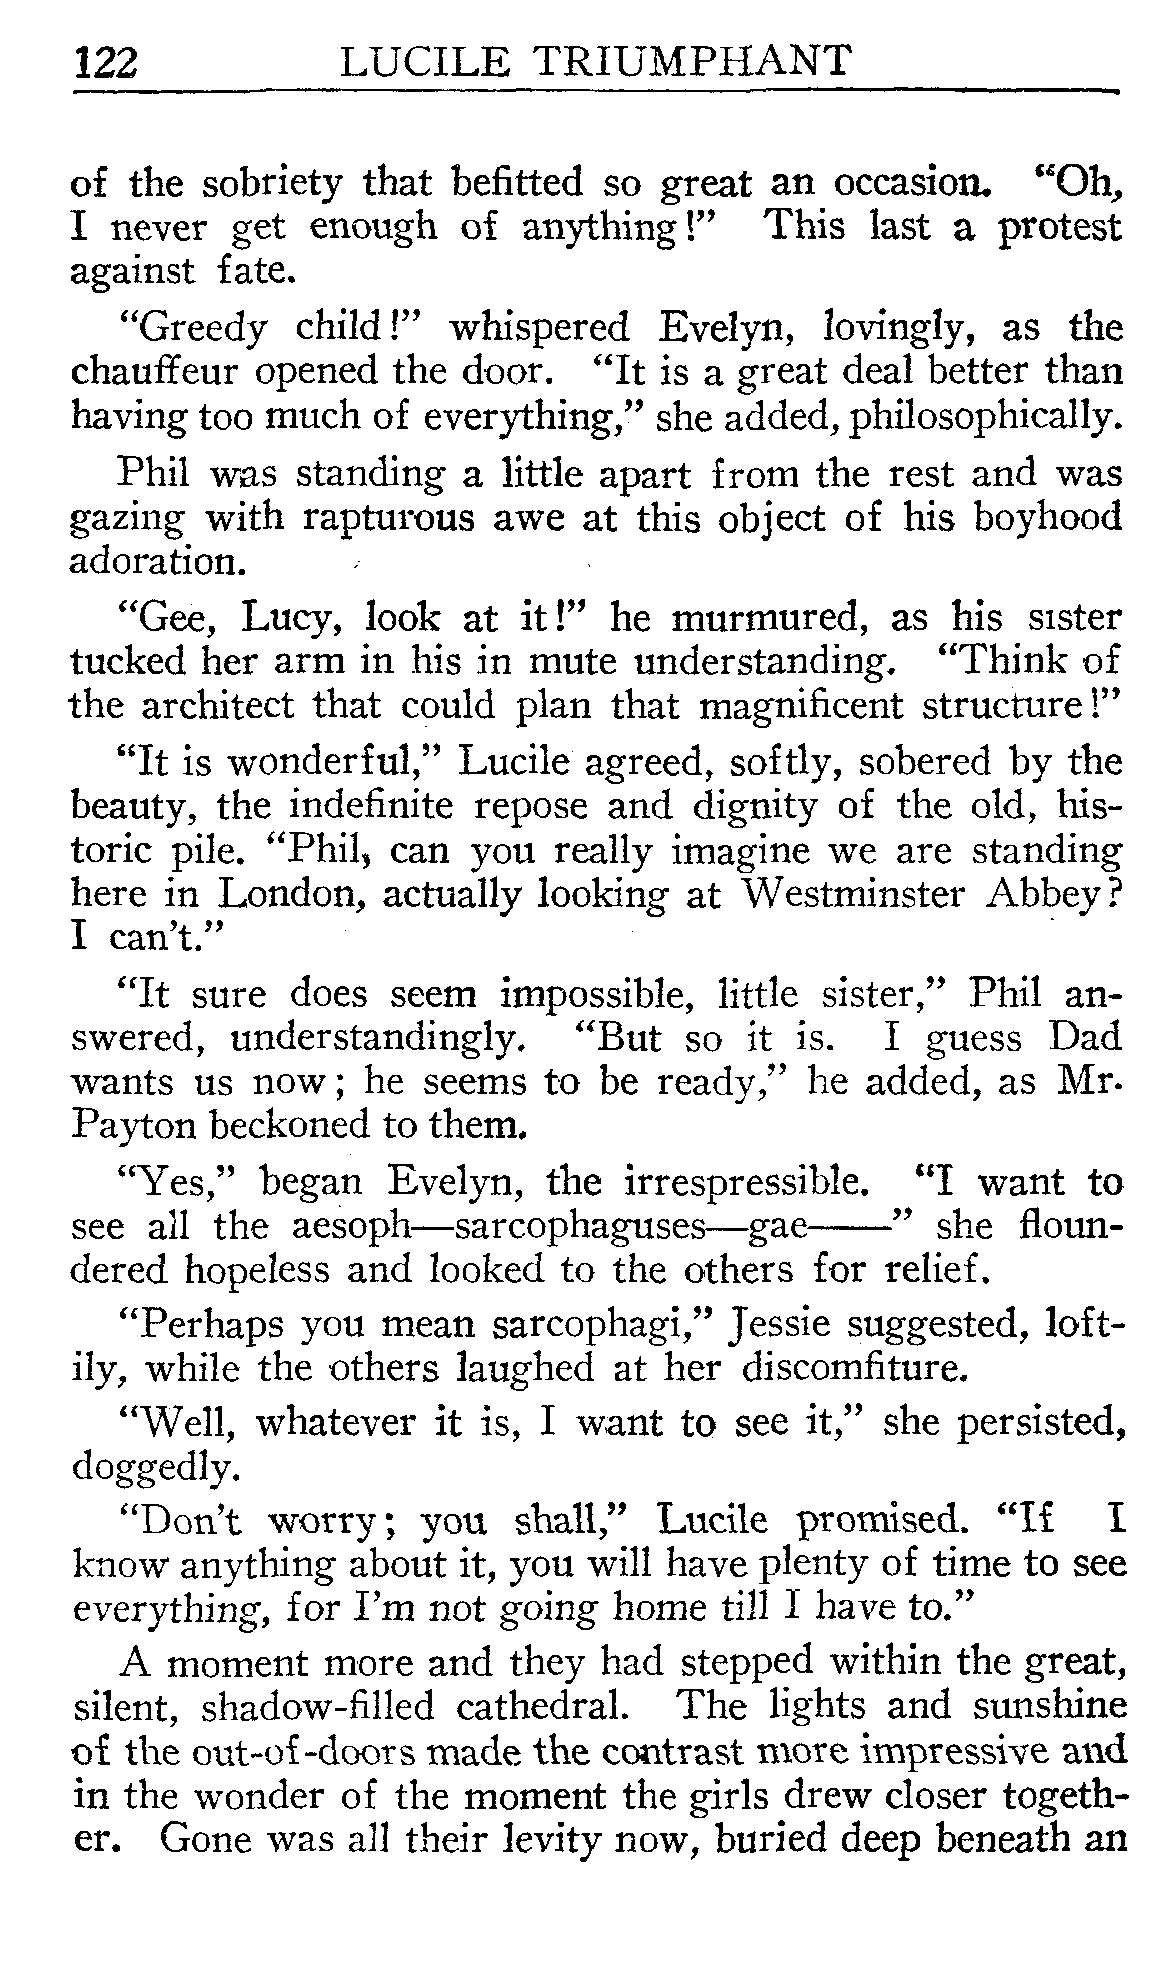 122 LUCILE TRIUMPHANT
of the sobriety that befitted so great an occasion. “Oh,
I never get enough of anything!” This last a protest
against fate.
“Greedy child!” whispered Evelyn, lovingly, as the
chauffeur opened the door. “It is a great deal better than
having too much of everything,” she added, philosophically.
Phil was standing a little apart from the rest and was
gazing with rapturous awe at this object of his boyhood
adoration.
“Gee, Lucy, look at it!” he murmured, as his sister
tucked her arm in his in mute understanding. “Think of
the architect that could plan that magnificent structure!”
“It is wonderful,” Lucile agreed, softly, sobered by the
beauty, the indefinite repose and dignity of the old, his-
toric pile. “Phil, can you really imagine we are standing
here in London, actually looking at Westminster Abbey?
I can’t.”
“It sure does seem impossible, little sister,” Phil an-
swered, understandingly. “But so it is. I guess Dad
wants us now; he seems to be ready,” he added, as Mr.
Payton beckoned to them.
“Yes,” began Evelyn, the irrespressible. “I want to
see all the aesoph—sarcophaguses—gae——” she floun-
dered hopeless and looked to the others for relief.
“Perhaps you mean sarcophagi,” Jessie suggested, loft-
ily, while the others laughed at her discomfiture.
“Well, whatever it is, I want to see it,” she persisted,
doggedly.
“Don’t worry; you shall,” Lucile promised. “If I
know anything about it, you will have plenty of time to see
everything, for I’m not going home till I have to.”
A moment more and they had stepped within the great,
silent, shadow-filled cathedral. The lights and sunshine
of the out-of-doors made the contrast more impressive and
in the wonder of the moment the girls drew closer togeth-
er. Gone was all their levity now, buried deep beneath an